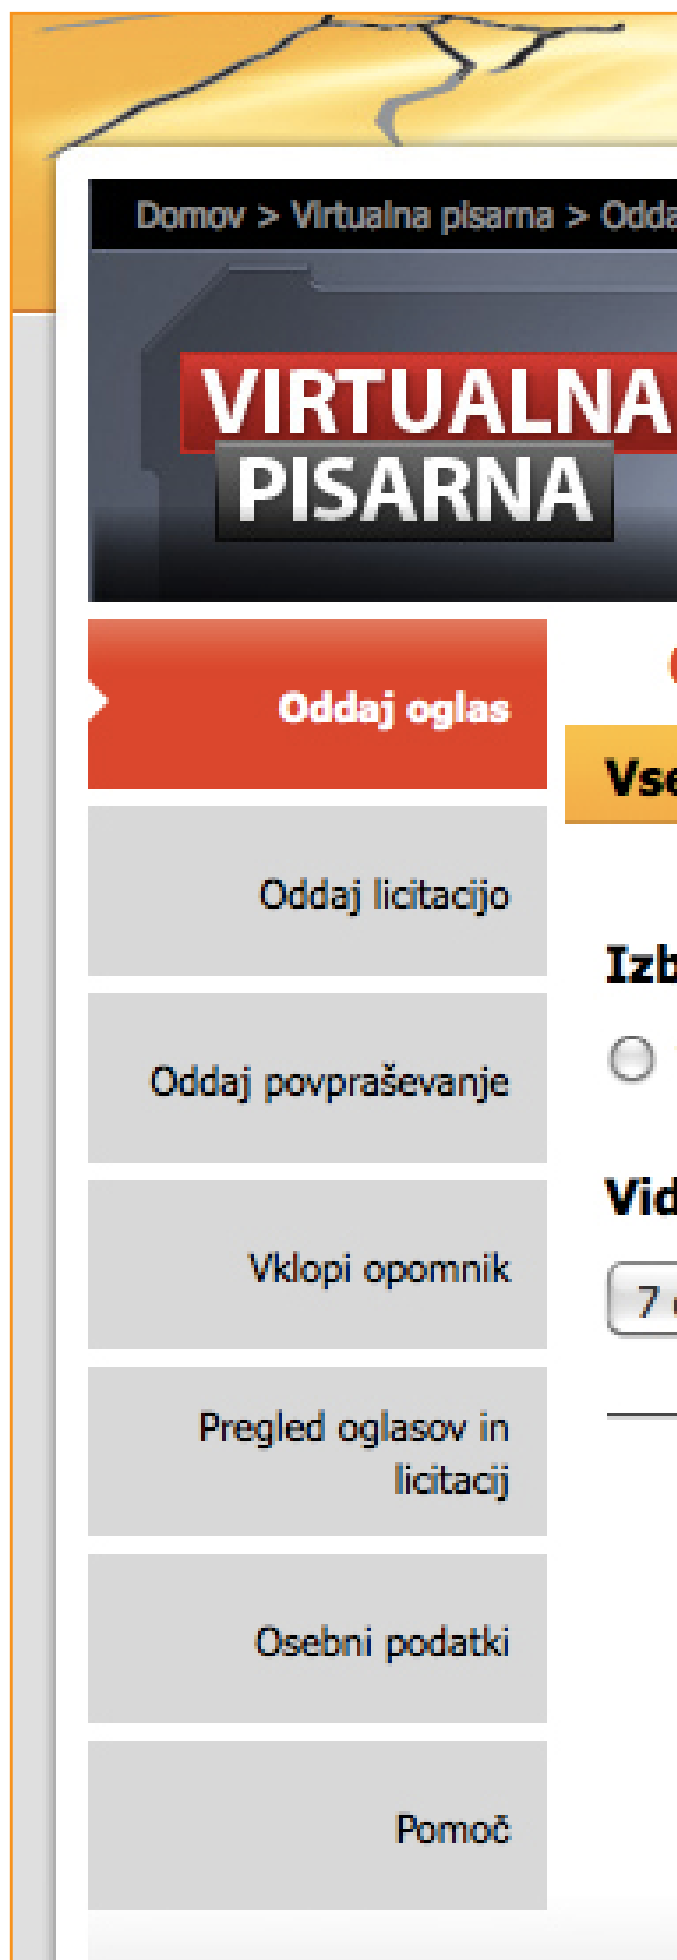 Domov > Virtualna pisarna > Odda
VIRTUALNA
PISARNA
Oddaj oglas
Vse
Oddaj licitacijo
Izb
Oddaj povpraševanje
Vid
Vklopi opomnik
7
Pregled oglasov in
licitacij
Osebni podatki
Pomoč